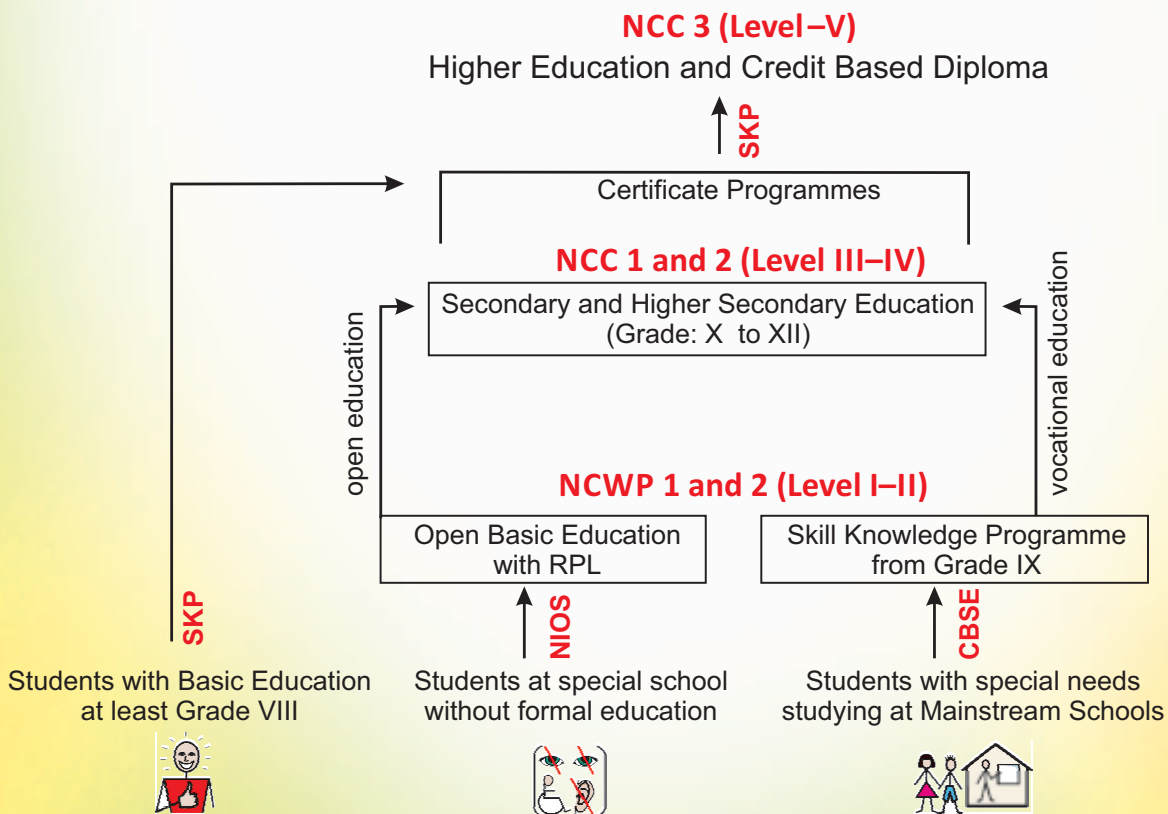 NCC 3 (Level–V)
Higher Education and Credit Based Diploma
SKP
Certificate Programmes
NCC 1 and 2 (Level III–IV)
Secondary and Higher Secondary Education
(Grade: X to XII)
open education
vocational education
NCWP 1 and 2 (Level I–II)
Open Basic Education
with RPL
Skill Knowledge Programme
from Grade IX
SKP
NIOS
CBSE
Students with Basic Education
at least Grade VIII
Students at special school
without formal education
Students with special needs
studying at Mainstream Schools